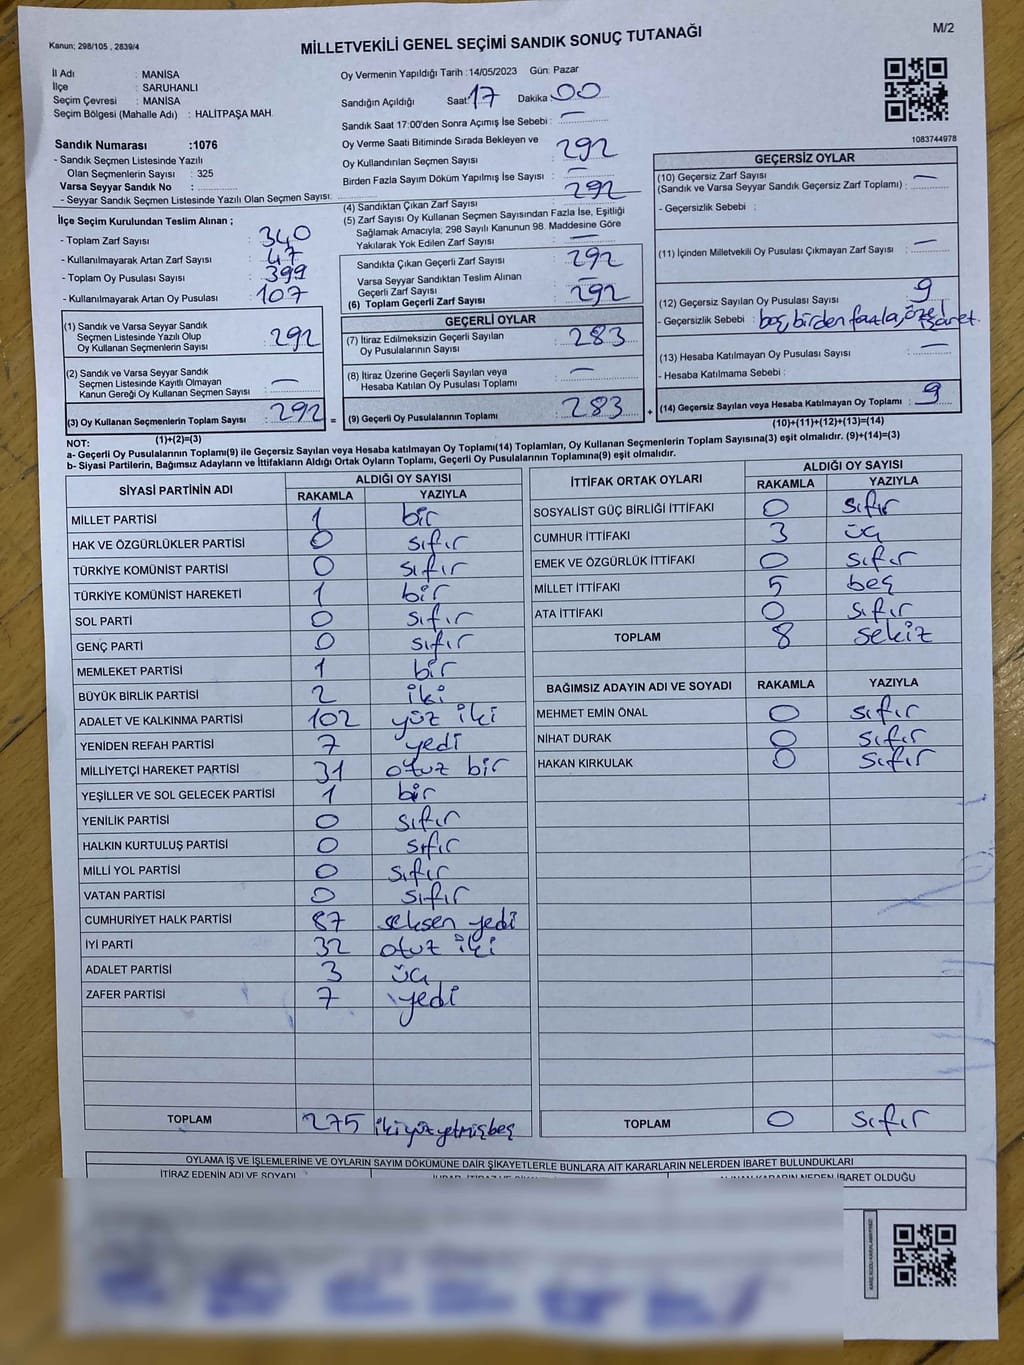 Kanun; 298/105 , 2839/4
MİLLETVEKİLİ GENEL SEÇİMİ SANDIK SONUÇ TUTANAĞI
M/2
İl Adı : MANİSA
İlçe : SARUHANLI
Seçim Çevresi : MANİSA
Seçim Bölgesi (Mahalle Adı) : HALİTPAŞA MAH.
Sandık Numarası :1076
- Sandık Seçmen Listesinde Yazılı
Olan Seçmenlerin Sayısı : 325
Varsa Seyyar Sandık No :
- Seyyar Sandık Seçmen Listesinde Yazılı Olan Seçmen Sayısı:
Oy Vermenin Yapıldığı Tarih :14/05/2023 Gün: Pazar
Sandığın Açıldığı Saat: 17 Dakika: 00
Sandık Saat 17:00'den Sonra Açımış İse Sebebi : —
Oy Verme Saati Bitiminde Sırada Bekleyen ve
Oy Kullandırılan Seçmen Sayısı : 292
Birden Fazla Sayım Döküm Yapılmış İse Sayısı : —
1083744978
İlçe Seçim Kurulundan Teslim Alınan ;
- Toplam Zarf Sayısı : 340
- Kullanılmayarak Artan Zarf Sayısı : 47
- Toplam Oy Pusulası Sayısı : 399
- Kullanılmayarak Artan Oy Pusulası : 107
(4) Sandıktan Çıkan Zarf Sayısı : 292
(5) Zarf Sayısı Oy Kullanan Seçmen Sayısından Fazla İse, Eşitliği
Sağlamak Amacıyla; 298 Sayılı Kanunun 98. Maddesine Göre
Yakılarak Yok Edilen Zarf Sayısı : —
Sandıkta Çıkan Geçerli Zarf Sayısı : 292
Varsa Seyyar Sandıktan Teslim Alınan
Geçerli Zarf Sayısı : —
(6) Toplam Geçerli Zarf Sayısı : 292
GEÇERSİZ OYLAR
(10) Geçersiz Zarf Sayısı
(Sandık ve Varsa Seyyar Sandık Geçersiz Zarf Toplamı) : —
- Geçersizlik Sebebi :
(11) İçinden Milletvekili Oy Pusulası Çıkmayan Zarf Sayısı : —
(12) Geçersiz Sayılan Oy Pusulası Sayısı : 9
- Geçersizlik Sebebi : boş, birden fazla, özel işaret.
(13) Hesaba Katılmayan Oy Pusulası Sayısı : —
- Hesaba Katılmama Sebebi :
(14) Geçersiz Sayılan veya Hesaba Katılmayan Oy Toplamı : 9
(10)+(11)+(12)+(13)=(14)
(1) Sandık ve Varsa Seyyar Sandık
Seçmen Listesinde Yazılı Olup
Oy Kullanan Seçmenlerin Sayısı : 292
(2) Sandık ve Varsa Seyyar Sandık
Seçmen Listesinde Kayıtlı Olmayan
Kanun Gereği Oy Kullanan Seçmen Sayısı : —
(3) Oy Kullanan Seçmenlerin Toplam Sayısı : 292 =
(1)+(2)=(3)
GEÇERLİ OYLAR
(7) İtiraz Edilmeksizin Geçerli Sayılan
Oy Pusulalarının Sayısı : 283
(8) İtiraz Üzerine Geçerli Sayılan veya
Hesaba Katılan Oy Pusulası Toplamı : —
(9) Geçerli Oy Pusulalarının Toplamı : 283 +
NOT:
a- Geçerli Oy Pusulalarının Toplamı(9) ile Geçersiz Sayılan veya Hesaba katılmayan Oy Toplamı(14) Toplamları, Oy Kullanan Seçmenlerin Toplam Sayısına(3) eşit olmalıdır. (9)+(14)=(3)
b- Siyasi Partilerin, Bağımsız Adayların ve İttifakların Aldığı Ortak Oyların Toplamı, Geçerli Oy Pusulalarının Toplamına(9) eşit olmalıdır.
SİYASİ PARTİNİN ADI ALDIĞI OY SAYISI
RAKAMLA YAZIYLA
MİLLET PARTİSİ 1 bir
HAK VE ÖZGÜRLÜKLER PARTİSİ 0 sıfır
TÜRKİYE KOMÜNİST PARTİSİ 0 sıfır
TÜRKİYE KOMÜNİST HAREKETİ 1 bir
SOL PARTİ 0 sıfır
GENÇ PARTİ 0 sıfır
MEMLEKET PARTİSİ 1 bir
BÜYÜK BİRLİK PARTİSİ 2 iki
ADALET VE KALKINMA PARTİSİ 102 yüz iki
YENİDEN REFAH PARTİSİ 7 yedi
MİLLİYETÇİ HAREKET PARTİSİ 31 otuz bir
YEŞİLLER VE SOL GELECEK PARTİSİ 1 bir
YENİLİK PARTİSİ 0 sıfır
HALKIN KURTULUŞ PARTİSİ 0 sıfır
MİLLİ YOL PARTİSİ 0 sıfır
VATAN PARTİSİ 0 sıfır
CUMHURİYET HALK PARTİSİ 87 seksen yedi
İYİ PARTİ 32 otuz iki
ADALET PARTİSİ 3 üç
ZAFER PARTİSİ 7 yedi
TOPLAM 275 ikiyüzyetmişbeş
İTTİFAK ORTAK OYLARI ALDIĞI OY SAYISI
RAKAMLA YAZIYLA
SOSYALİST GÜÇ BİRLİĞİ İTTİFAKI 0 sıfır
CUMHUR İTTİFAKI 3 üç
EMEK VE ÖZGÜRLÜK İTTİFAKI 0 sıfır
MİLLET İTTİFAKI 5 beş
ATA İTTİFAKI 0 sıfır
TOPLAM 8 sekiz
BAĞIMSIZ ADAYIN ADI VE SOYADI RAKAMLA YAZIYLA
MEHMET EMİN ÖNAL 0 sıfır
NİHAT DURAK 0 sıfır
HAKAN KIRKULAK 0 sıfır
TOPLAM 0 sıfır
OYLAMA İŞ VE İŞLEMLERİNE VE OYLARIN SAYIM DÖKÜMÜNE DAİR ŞİKAYETLERLE BUNLARA AİT KARARLARIN NELERDEN İBARET BULUNDUKLARI
İTİRAZ EDENİN ADI VE SOYADI
ALINAN KARARIN NEDEN İBARET OLDUĞU